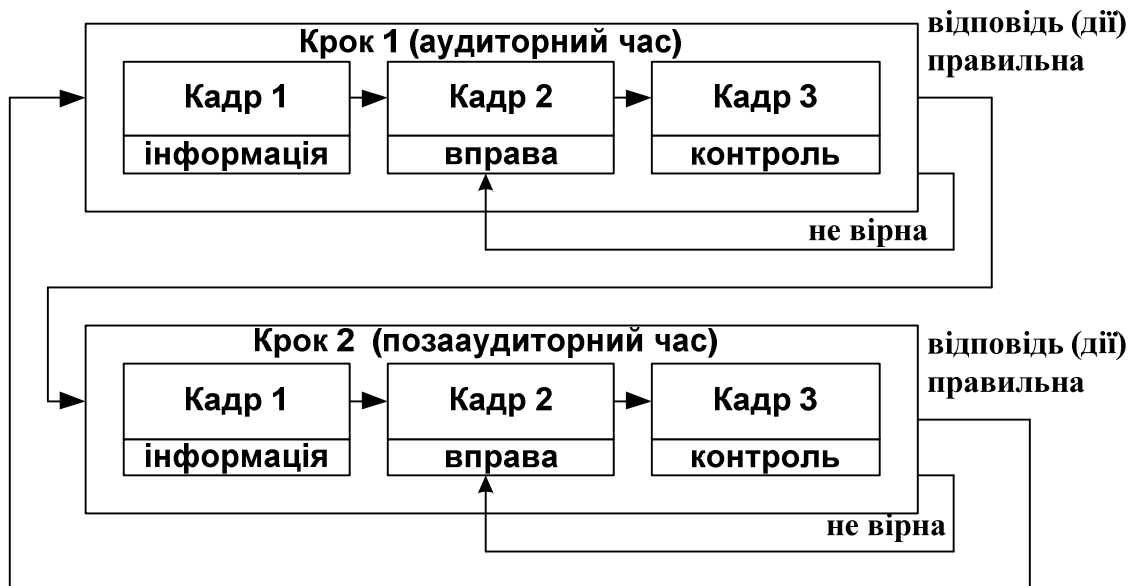 відповідь (дії)
правильна
Крок 1 (аудиторний час)
Кадр 1
Кадр 2
Кадр 3
інформація
вправа
контроль
не вірна
Крок 2 (позааудиторний час)
відповідь (дії)
правильна
Кадр 1
Кадр 2
Кадр 3
інформація
вправа
контроль
не вірна